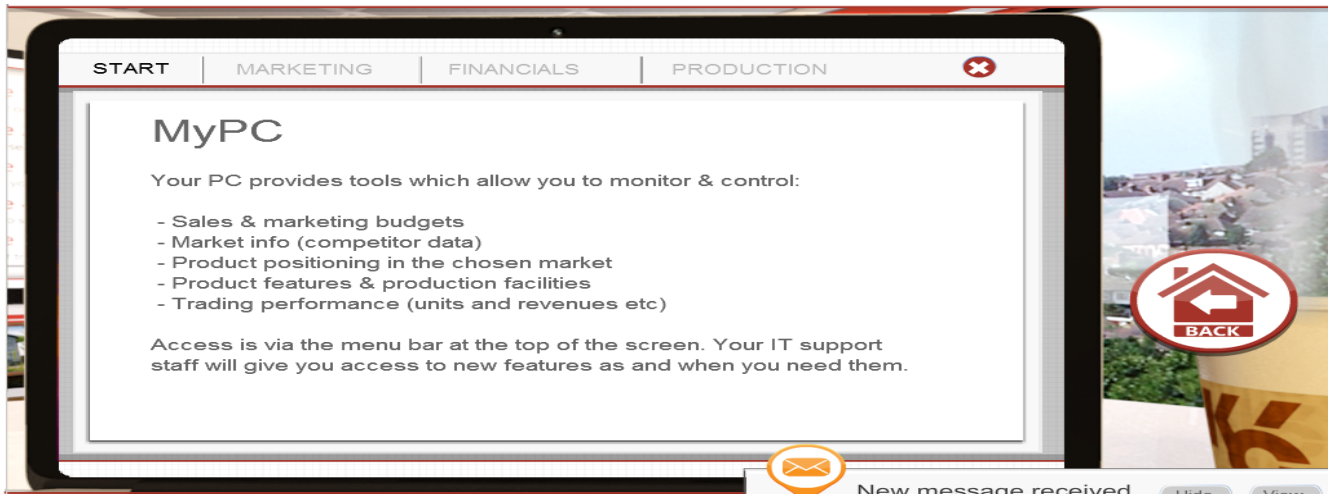 START MARKETING FINANCIALS PRODUCTION
MyPC
Your PC provides tools which allow you to monitor & control:
- Sales & marketing budgets
- Market info (competitor data)
- Product positioning in the chosen market
- Product features & production facilities
- Trading performance (units and revenues etc)
Access is via the menu bar at the top of the screen. Your IT support
staff will give you access to new features as and when you need them.
BACK
New message received Hide View